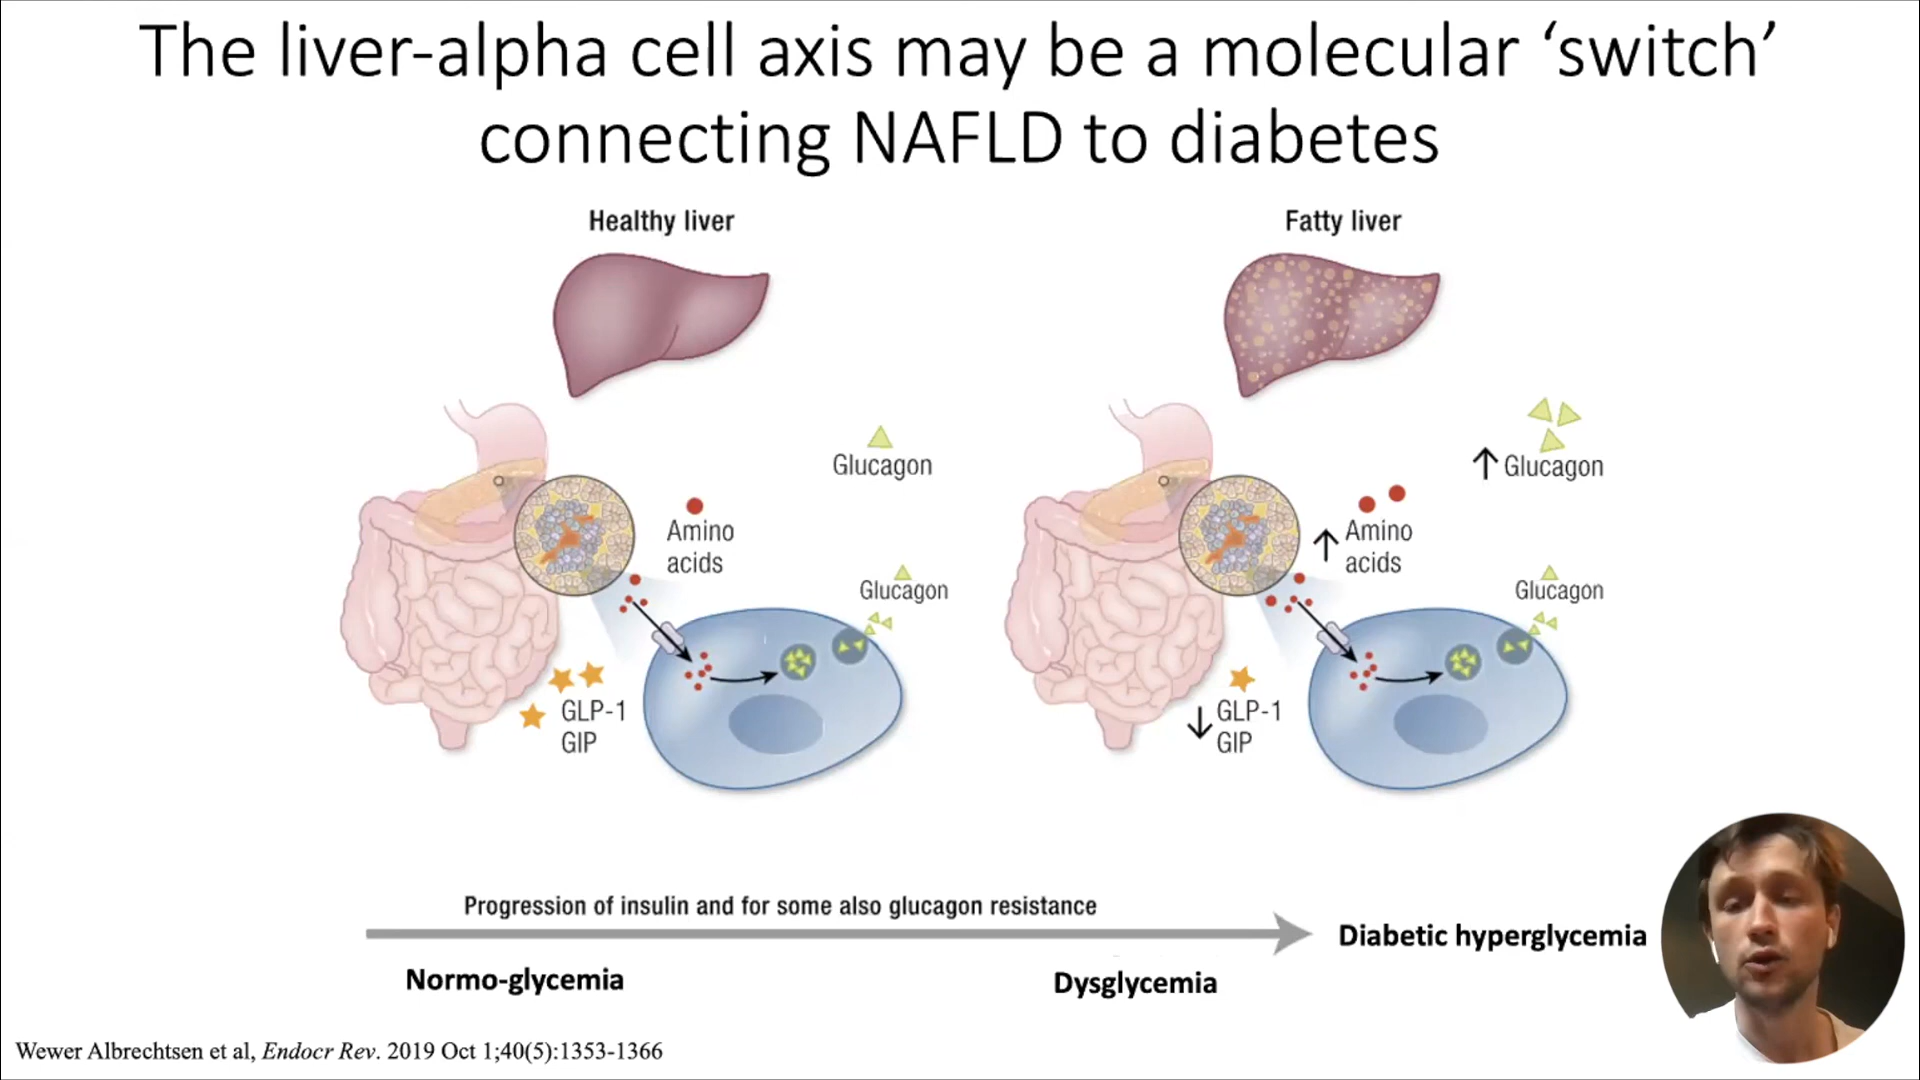 The liver-alpha cell axis may be a molecular ‘switch’
connecting NAFLD to diabetes
Healthy liver
Glucagon
Amino
acids
Glucagon
GLP-1
GIP
Fatty liver
↑ Glucagon
↑ Amino
acids
Glucagon
↓ GLP-1
GIP
Progression of insulin and for some also glucagon resistance
Diabetic hyperglycemia
Normo-glycemia
Dysglycemia
Wewer Albrechtsen et al, Endocr Rev. 2019 Oct 1;40(5):1353-1366